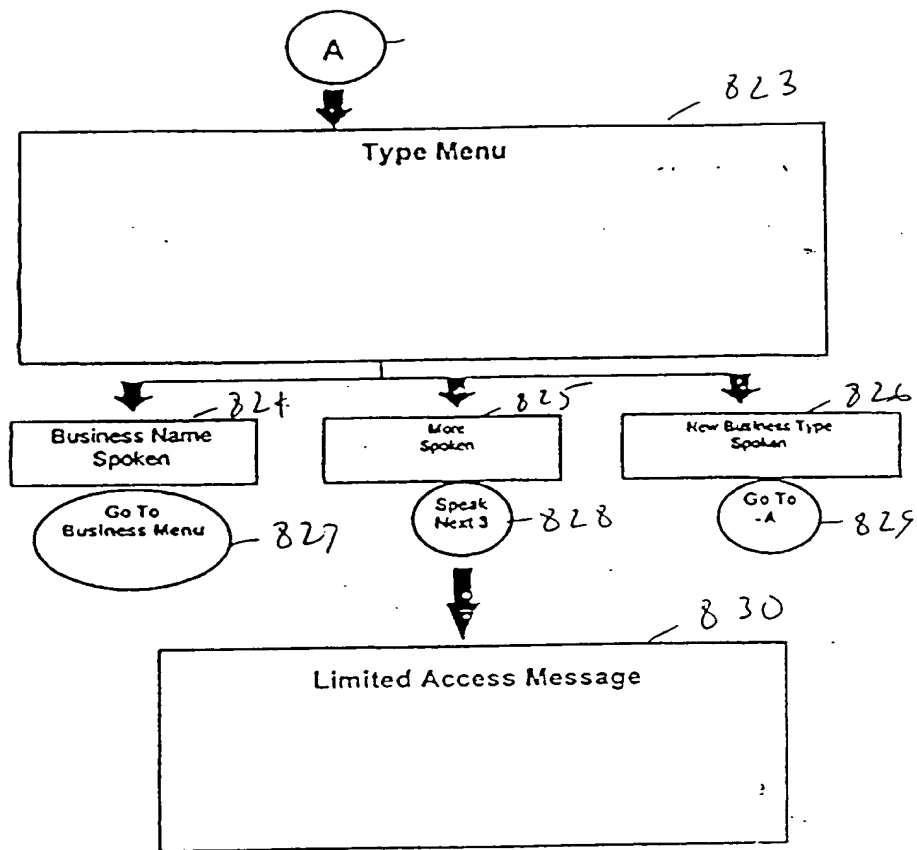 A
823
Type Menu
824
825
826
Business Name
Spoken
More
Spoken
New Business Type
Spoken
Go To
Business Menu
827
Speak
Next 3
828
Go To
-A
829
830
Limited Access Message